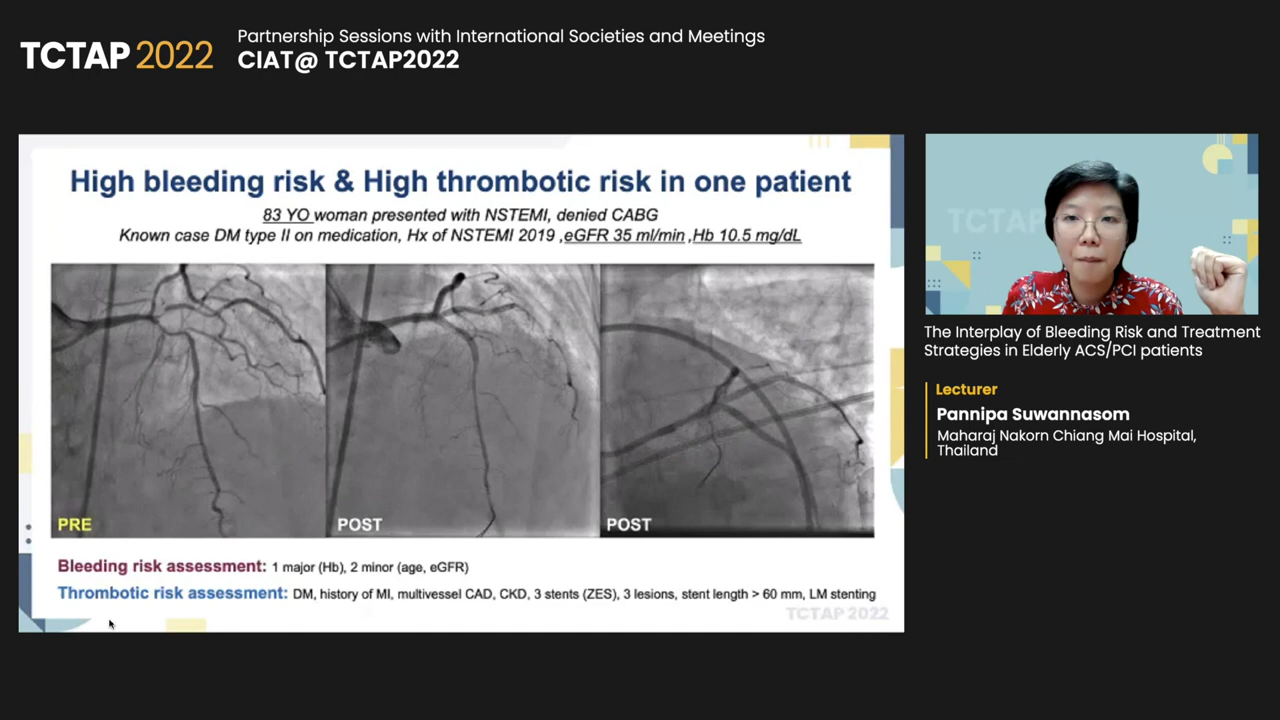 TCTAP 2022
Partnership Sessions with International Societies and Meetings
CIAT@ TCTAP2022
High bleeding risk & High thrombotic risk in one patient
83 YO woman presented with NSTEMI, denied CABG
Known case DM type II on medication, Hx of NSTEMI 2019 ,eGFR 35 ml/min ,Hb 10.5 mg/dL
PRE
POST
POST
Bleeding risk assessment: 1 major (Hb), 2 minor (age, eGFR)
Thrombotic risk assessment: DM, history of MI, multivessel CAD, CKD, 3 stents (ZES), 3 lesions, stent length > 60 mm, LM stenting
TCTAP 2022
TCTAP
The Interplay of Bleeding Risk and Treatment
Strategies in Elderly ACS/PCI patients
Lecturer
Pannipa Suwannasom
Maharaj Nakorn Chiang Mai Hospital,
Thailand